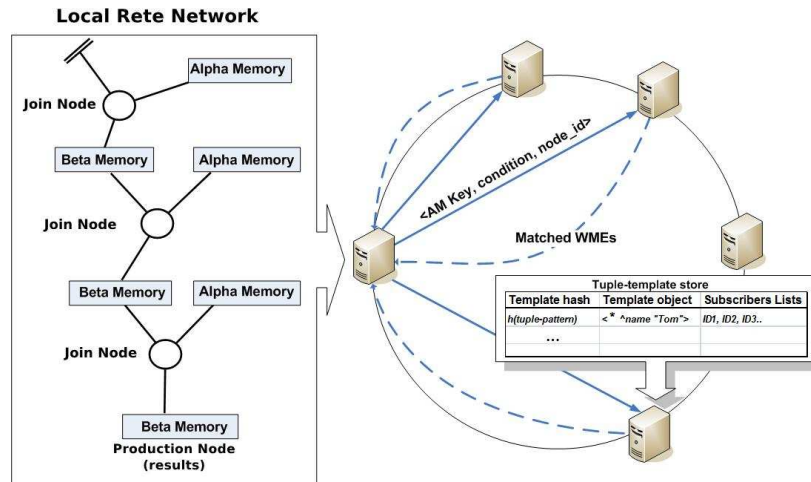 Local Rete Network
Alpha Memory
Join Node
Beta Memory
Alpha Memory
Join Node
Beta Memory
Alpha Memory
Join Node
Beta Memory
Production Node
(results)
<AM Key, condition, node_id>
Matched WMEs
Tuple-template store
Template hash Template object Subscribers Lists
h(tuple-pattern) <* ^name "Tom"> ID1, ID2, ID3..
...